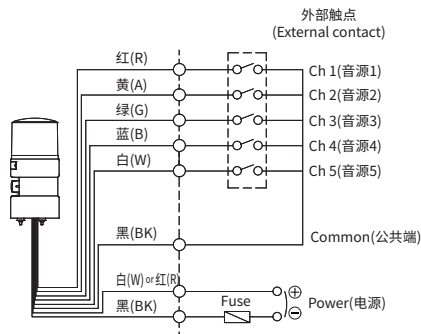 外部触点
(External contact)
红(R)
Ch 1(音源1)
黄(A)
Ch 2(音源2)
绿(G)
Ch 3(音源3)
蓝(B)
Ch 4(音源4)
白(W)
Ch 5(音源5)
黑(BK)
Common(公共端)
白(W) or 红(R)
⊕
Fuse
Power(电源)
黑(BK)
⊖